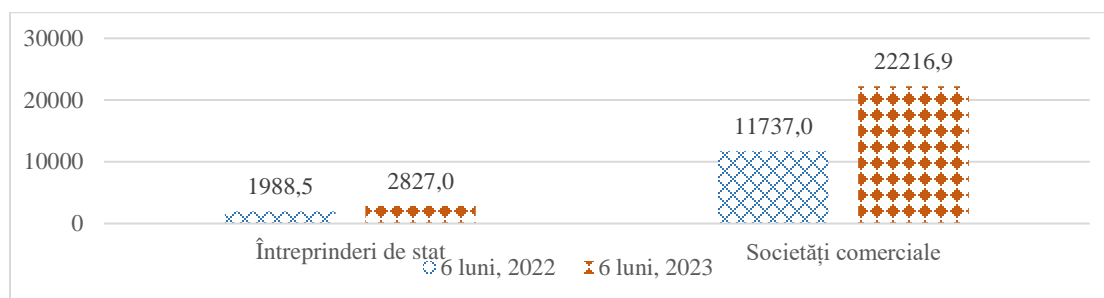 30000
22216,9
20000
11737,0
10000
1988,5
2827,0
0
Întreprinderi de stat
Societăți comerciale
6 luni, 2022
6 luni, 2023